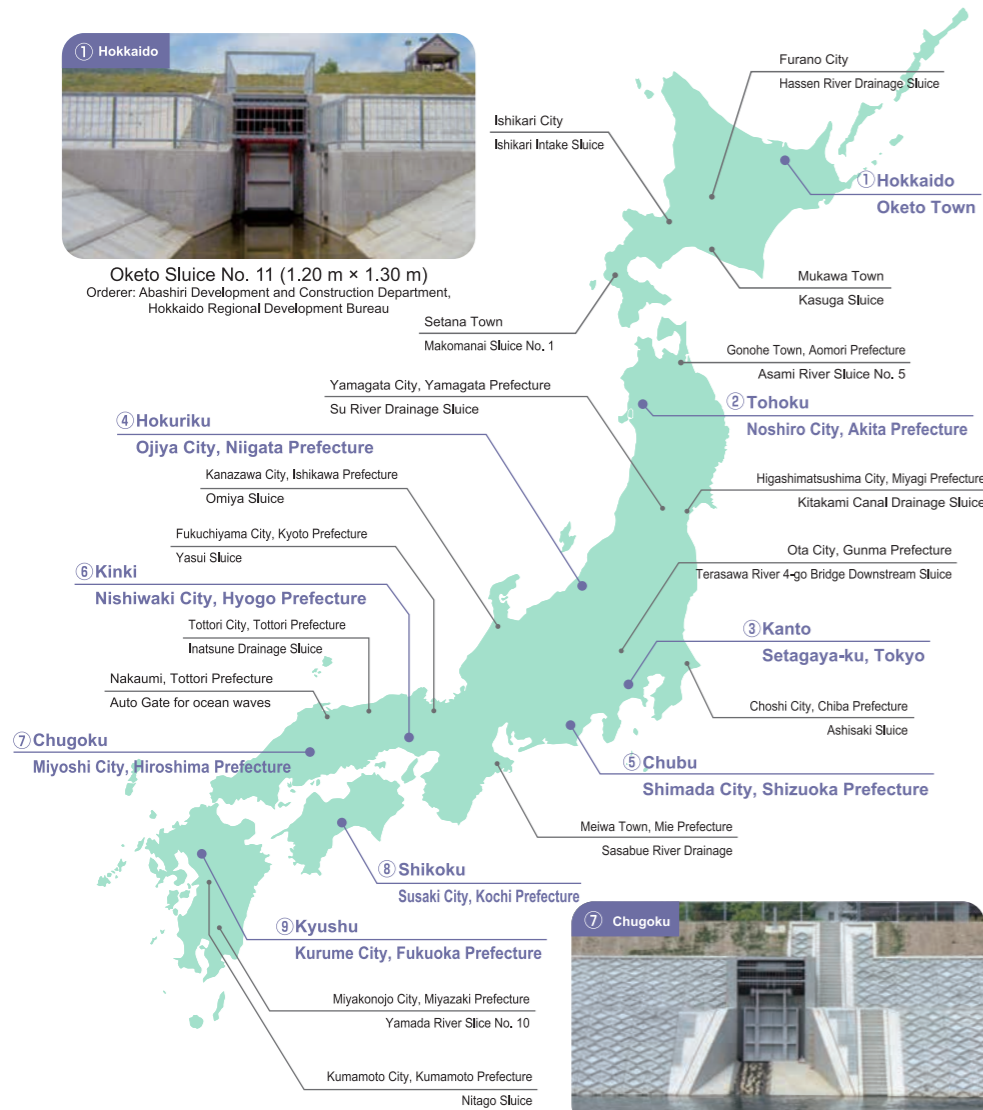 ① Hokkaido
Oketo Sluice No. 11 (1.20 m × 1.30 m)
Orderer: Abashiri Development and Construction Department,
Hokkaido Regional Development Bureau
Furano City
Hassen River Drainage Sluice
Ishikari City
Ishikari Intake Sluice
①Hokkaido
Oketo Town
Mukawa Town
Kasuga Sluice
Setana Town
Makomanai Sluice No. 1
Gonohe Town, Aomori Prefecture
Asami River Sluice No. 5
Yamagata City, Yamagata Prefecture
Su River Drainage Sluice
②Tohoku
Noshiro City, Akita Prefecture
④Hokuriku
Ojiya City, Niigata Prefecture
Kanazawa City, Ishikawa Prefecture
Omiya Sluice
Higashimatsushima City, Miyagi Prefecture
Kitakami Canal Drainage Sluice
Fukuchiyama City, Kyoto Prefecture
Yasui Sluice
Ota City, Gunma Prefecture
Terasawa River 4-go Bridge Downstream Sluice
⑥Kinki
Nishiwaki City, Hyogo Prefecture
Tottori City, Tottori Prefecture
Inatsune Drainage Sluice
③Kanto
Setagaya-ku, Tokyo
Nakaumi, Tottori Prefecture
Auto Gate for ocean waves
Choshi City, Chiba Prefecture
Ashisaki Sluice
⑦Chugoku
Miyoshi City, Hiroshima Prefecture
⑤Chubu
Shimada City, Shizuoka Prefecture
Meiwa Town, Mie Prefecture
Sasabue River Drainage
⑧Shikoku
Susaki City, Kochi Prefecture
⑨Kyushu
Kurume City, Fukuoka Prefecture
⑦ Chugoku
Miyakonojo City, Miyazaki Prefecture
Yamada River Slice No. 10
Kumamoto City, Kumamoto Prefecture
Nitago Sluice